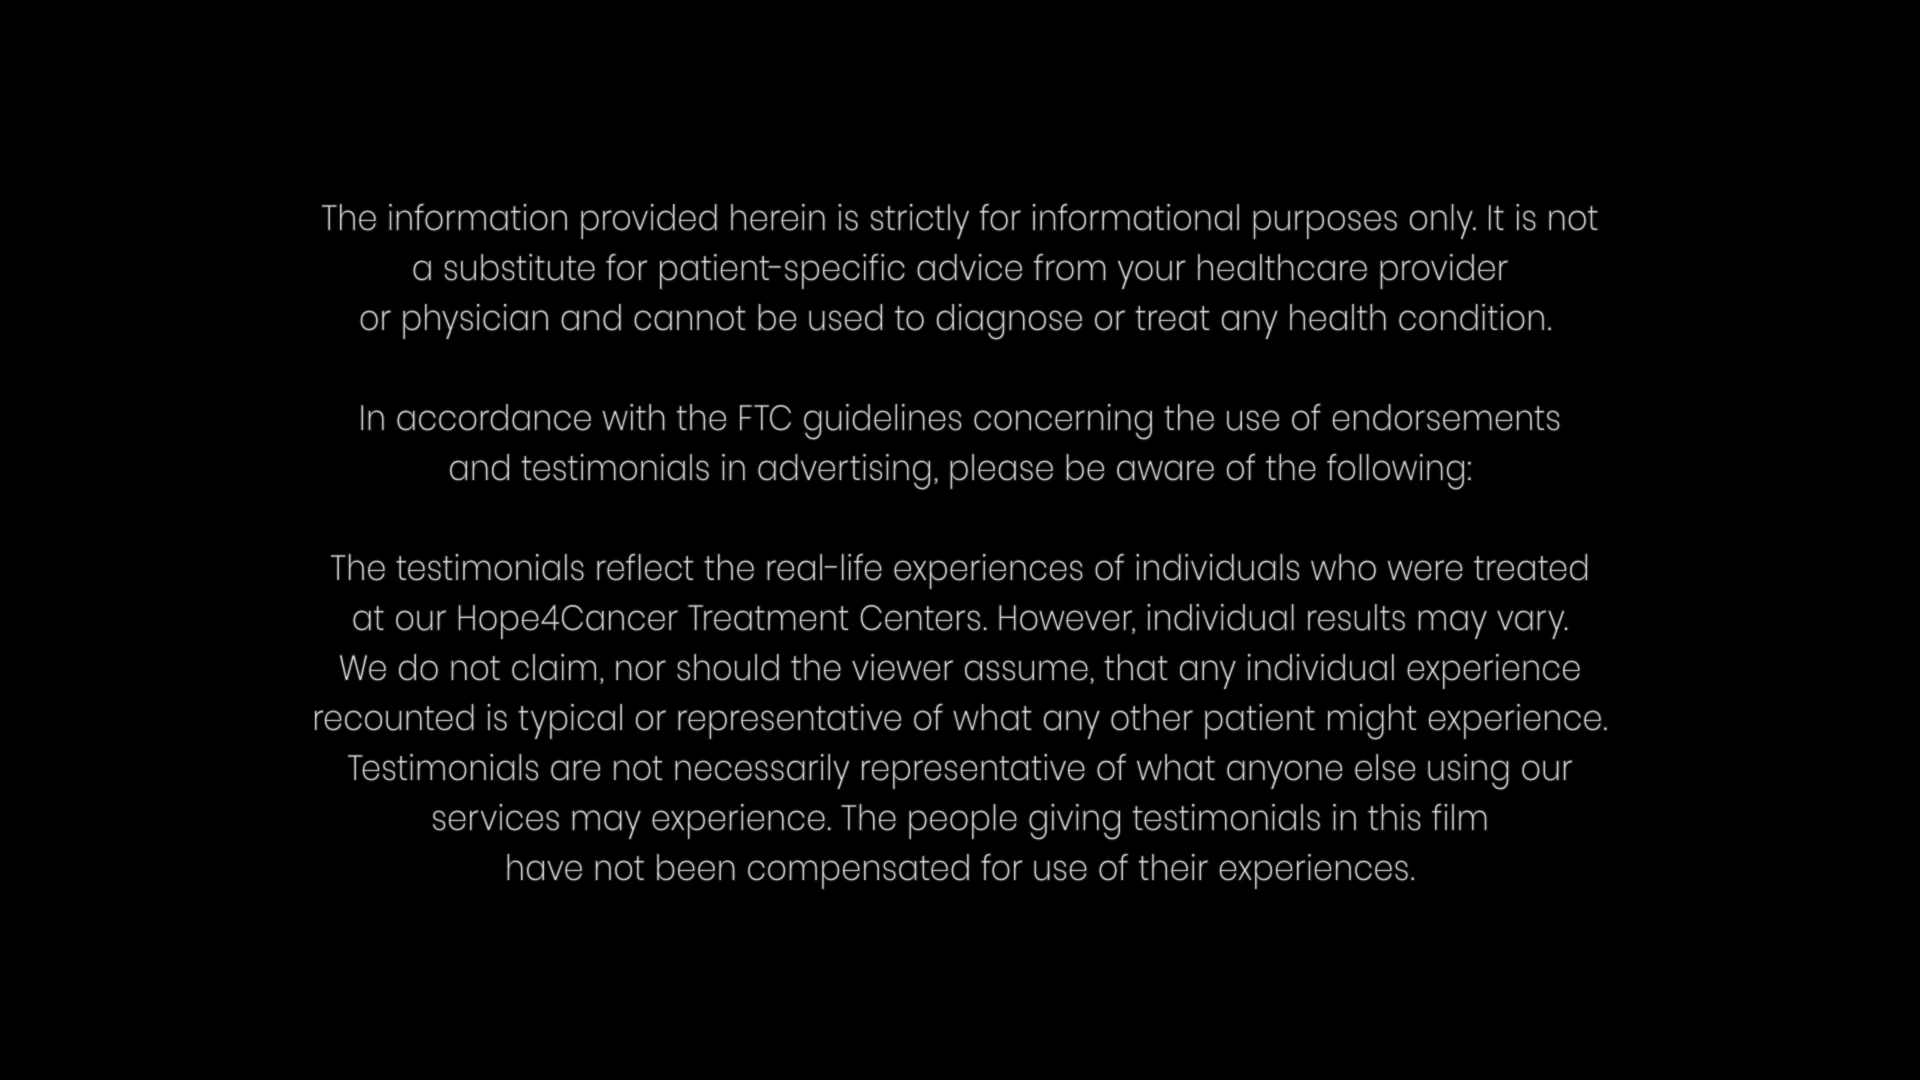 The information provided herein is strictly for informational purposes only. It is not
a substitute for patient-specific advice from your healthcare provider
or physician and cannot be used to diagnose or treat any health condition.
In accordance with the FTC guidelines concerning the use of endorsements
and testimonials in advertising, please be aware of the following:
The testimonials reflect the real-life experiences of individuals who were treated
at our Hope4Cancer Treatment Centers. However, individual results may vary.
We do not claim, nor should the viewer assume, that any individual experience
recounted is typical or representative of what any other patient might experience.
Testimonials are not necessarily representative of what anyone else using our
services may experience. The people giving testimonials in this film
have not been compensated for use of their experiences.